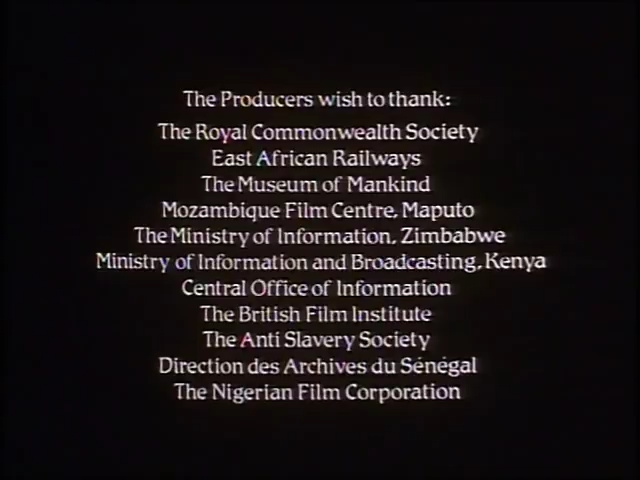 The Producers wish to thank:
The Royal Commonwealth Society
East African Railways
The Museum of Mankind
Mozambique Film Centre, Maputo
The Ministry of Information, Zimbabwe
Ministry of Information and Broadcasting, Kenya
Central Office of Information
The British Film Institute
The Anti Slavery Society
Direction des Archives du Sénégal
The Nigerian Film Corporation